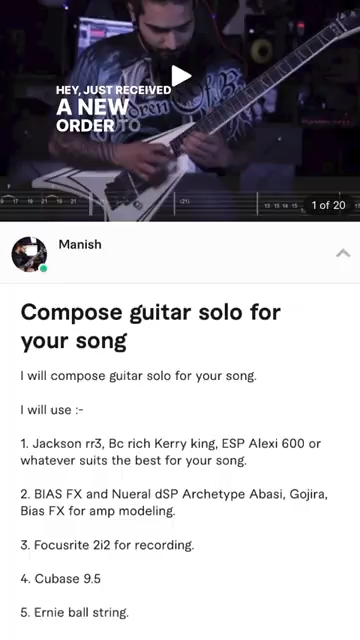 HEY, JUST RECEIVED
A NEW
ORDER TO
1 of 20
Manish
Compose guitar solo for
your song
I will compose guitar solo for your song.
I will use :-
1. Jackson rr3, Bc rich Kerry king, ESP Alexi 600 or
whatever suits the best for your song.
2. BIAS FX and Nueral dSP Archetype Abasi, Gojira,
Bias FX for amp modeling.
3. Focusrite 2i2 for recording.
4. Cubase 9.5
5. Ernie ball string.